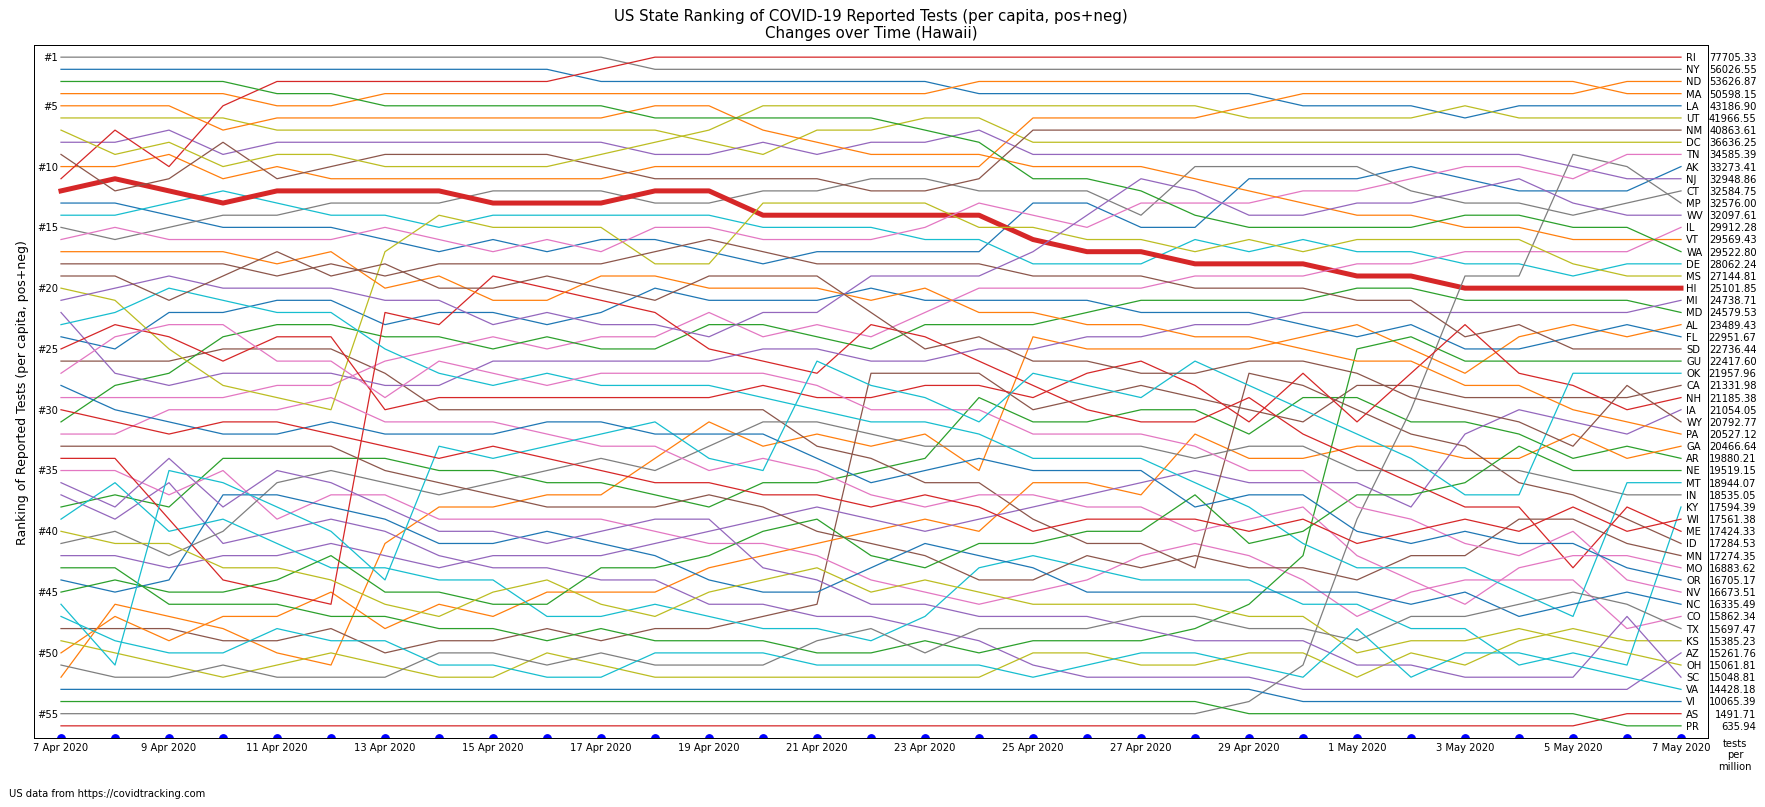 US State Ranking of COVID-19 Reported Tests (per capita, pos+neg)
Changes over Time (Hawaii)
Ranking of Reported Tests (per capita, pos+neg)
#1
#5
#10
#15
#20
#25
#30
#35
#40
#45
#50
#55
RI 77705.33
NY 56026.55
ND 53626.87
MA 50598.15
LA 43186.90
UT 41966.55
NM 40863.61
DC 36636.25
TN 34585.39
AK 33273.41
NJ 32948.86
CT 32584.75
MP 32576.00
WV 32097.61
IL 29912.28
VT 29569.43
WA 29522.80
DE 28062.24
MS 27144.81
HI 25101.85
MI 24738.71
MD 24579.53
AL 23489.43
FL 22951.67
SD 22736.44
GU 22417.60
OK 21957.96
CA 21331.98
NH 21185.38
IA 21054.05
WY 20792.77
PA 20527.12
GA 20466.64
AR 19880.21
NE 19519.15
MT 18944.07
IN 18535.05
KY 17594.39
WI 17561.38
ME 17424.33
ID 17284.53
MN 17274.35
MO 16883.62
OR 16705.17
NV 16673.51
NC 16335.49
CO 15862.34
TX 15697.47
KS 15385.23
AZ 15261.76
OH 15061.81
SC 15048.81
VA 14428.18
VI 10065.39
AS 1491.71
PR 635.94
7 Apr 2020
9 Apr 2020
11 Apr 2020
13 Apr 2020
15 Apr 2020
17 Apr 2020
19 Apr 2020
21 Apr 2020
23 Apr 2020
25 Apr 2020
27 Apr 2020
29 Apr 2020
1 May 2020
3 May 2020
5 May 2020
7 May 2020
tests
per
million
US data from https://covidtracking.com